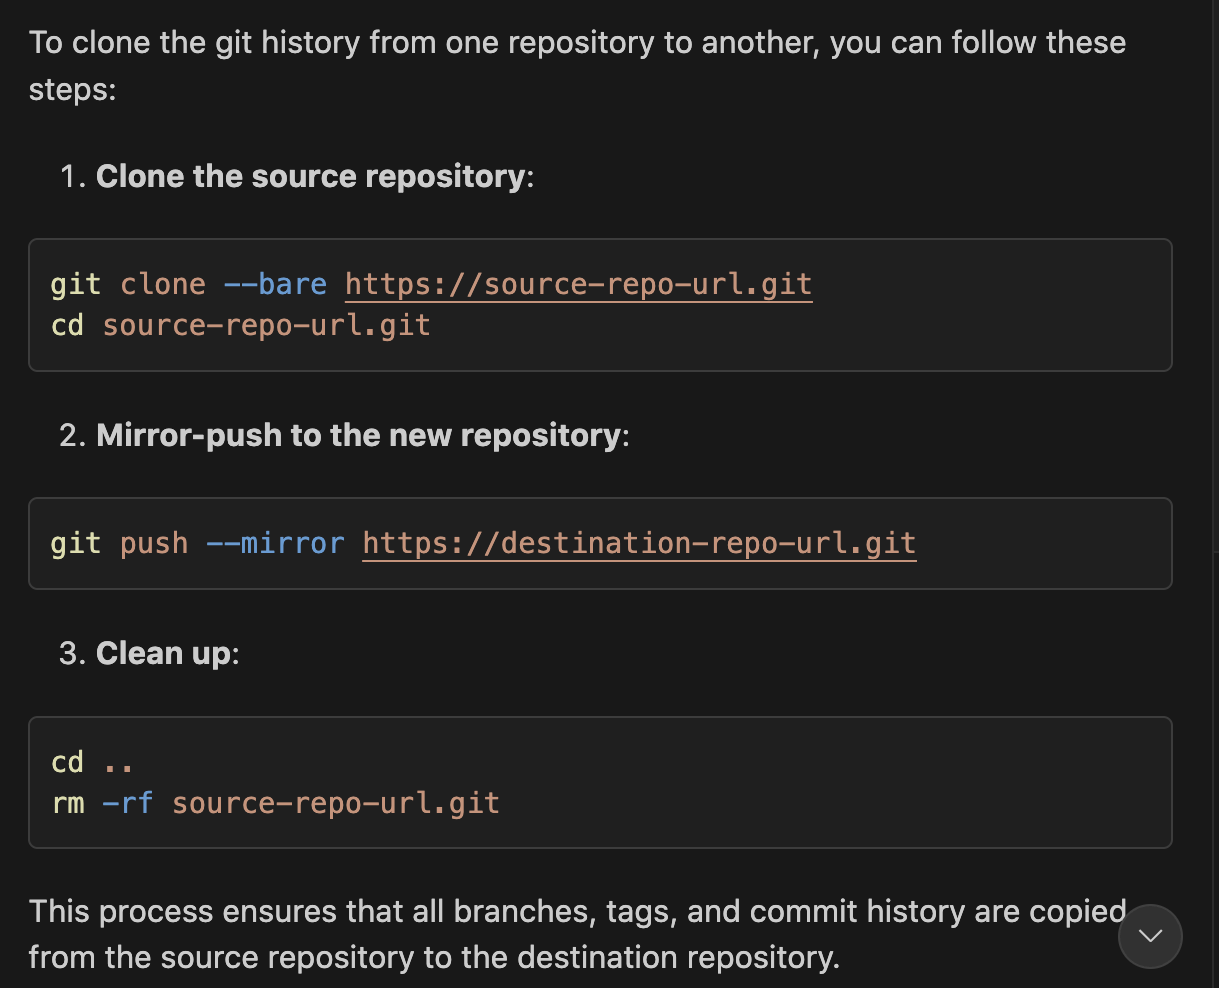 To clone the git history from one repository to another, you can follow these
steps:
1. Clone the source repository:
git clone --bare https://source-repo-url.git
cd source-repo-url.git
2. Mirror-push to the new repository:
git push --mirror https://destination-repo-url.git
3. Clean up:
cd ..
rm -rf source-repo-url.git
This process ensures that all branches, tags, and commit history are copied
from the source repository to the destination repository.